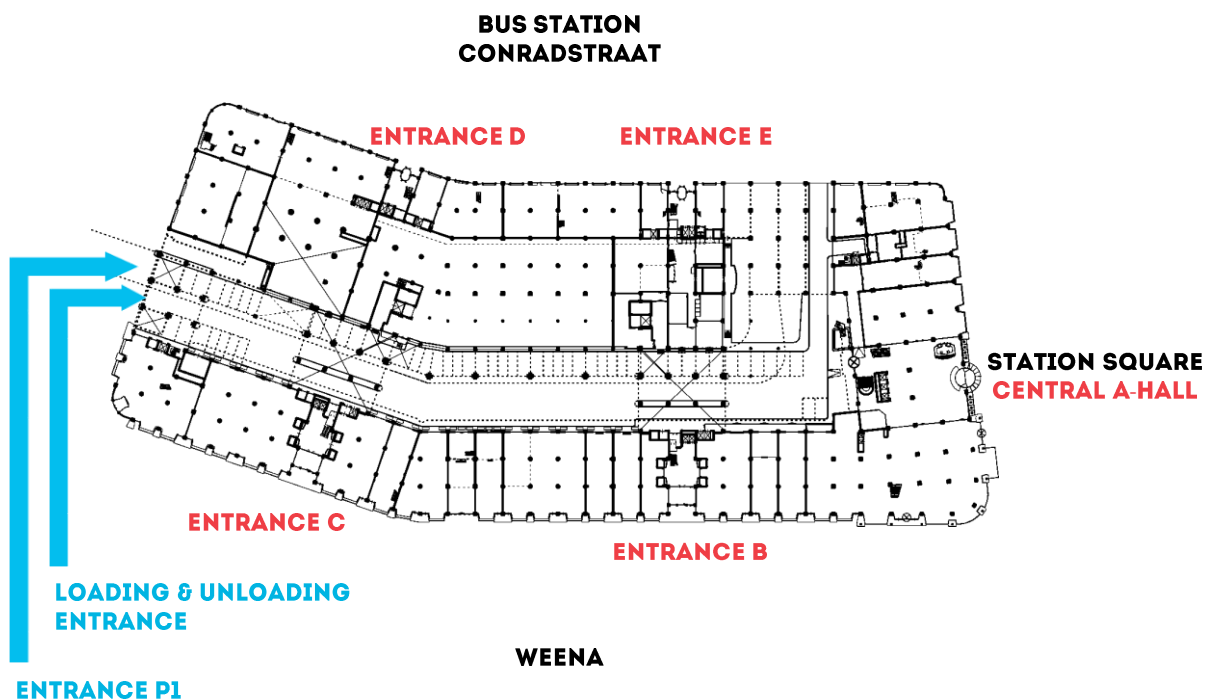 BUS STATION
CONRADSTRAAT
ENTRANCE D
ENTRANCE E
STATION SQUARE
CENTRAL A-HALL
ENTRANCE C
ENTRANCE B
LOADING & UNLOADING
ENTRANCE
WEENA
ENTRANCE P1